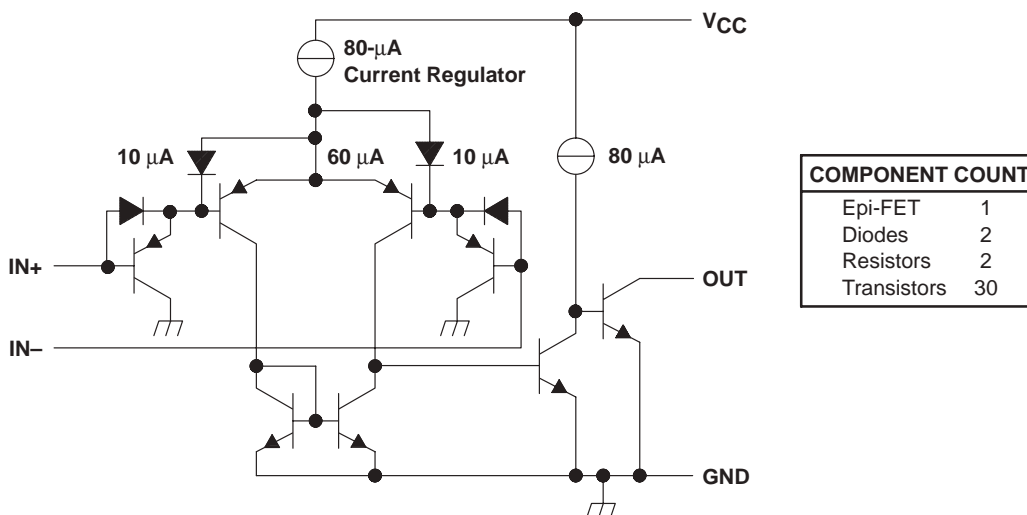 VCC
80-µA
Current Regulator
10 µA
60 µA
10 µA
80 µA
IN+
OUT
IN–
GND
COMPONENT COUNT
Epi-FET 1
Diodes 2
Resistors 2
Transistors 30